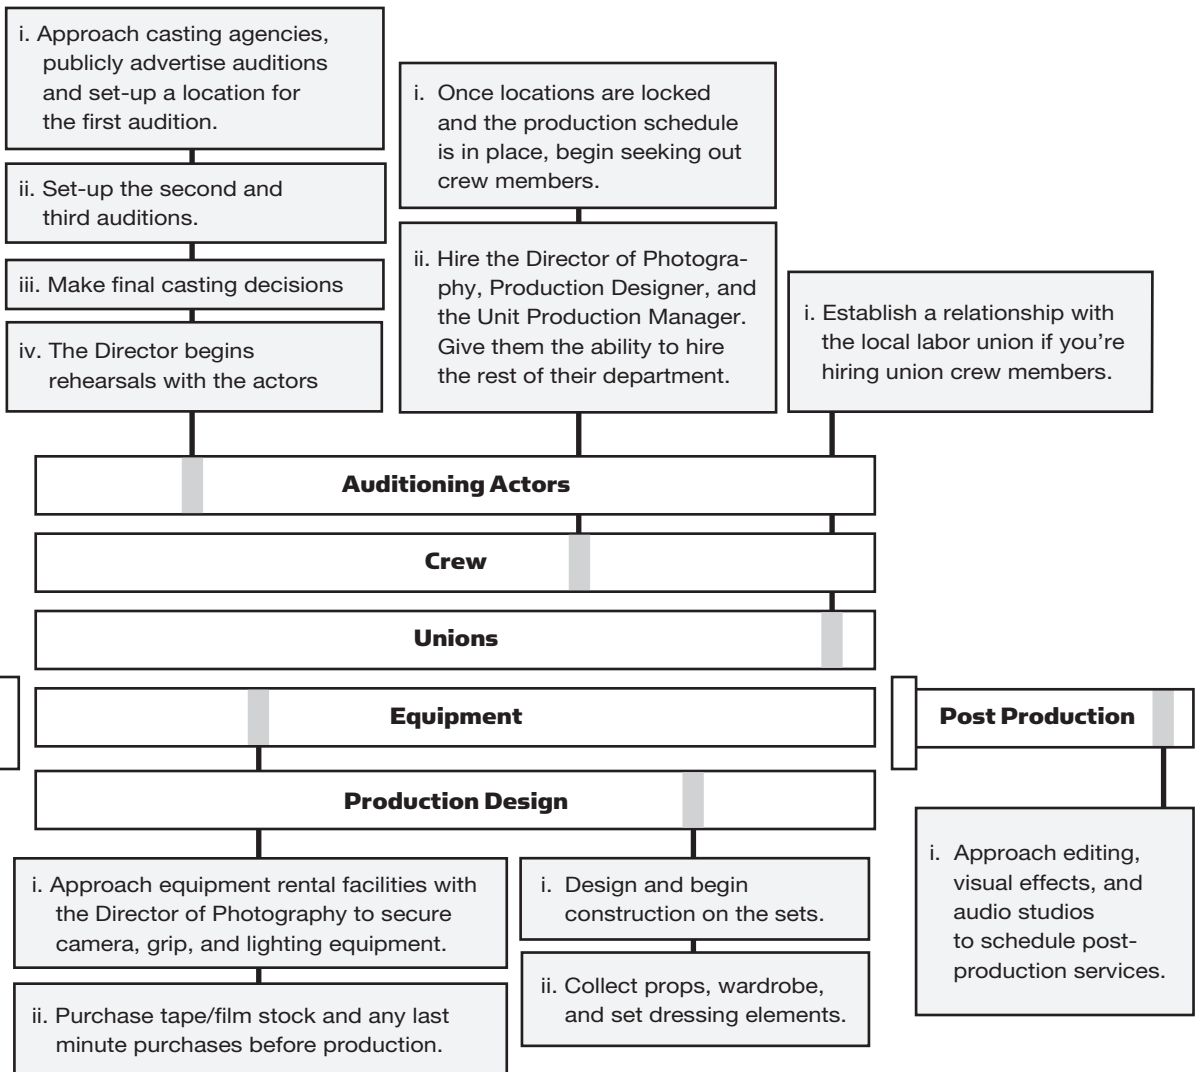 i. Approach casting agencies,
publicly advertise auditions
and set-up a location for
the first audition.
ii. Set-up the second and
third auditions.
iii. Make final casting decisions
iv. The Director begins
rehearsals with the actors
i. Once locations are locked
and the production schedule
is in place, begin seeking out
crew members.
ii. Hire the Director of Photogra-
phy, Production Designer, and
the Unit Production Manager.
Give them the ability to hire
the rest of their department.
i. Establish a relationship with
the local labor union if you're
hiring union crew members.
Auditioning Actors
Crew
Unions
Equipment
Post Production
Production Design
i. Approach equipment rental facilities with
the Director of Photography to secure
camera, grip, and lighting equipment.
ii. Purchase tape/film stock and any last
minute purchases before production.
i. Design and begin
construction on the sets.
ii. Collect props, wardrobe,
and set dressing elements.
i. Approach editing,
visual effects, and
audio studios
to schedule post-
production services.